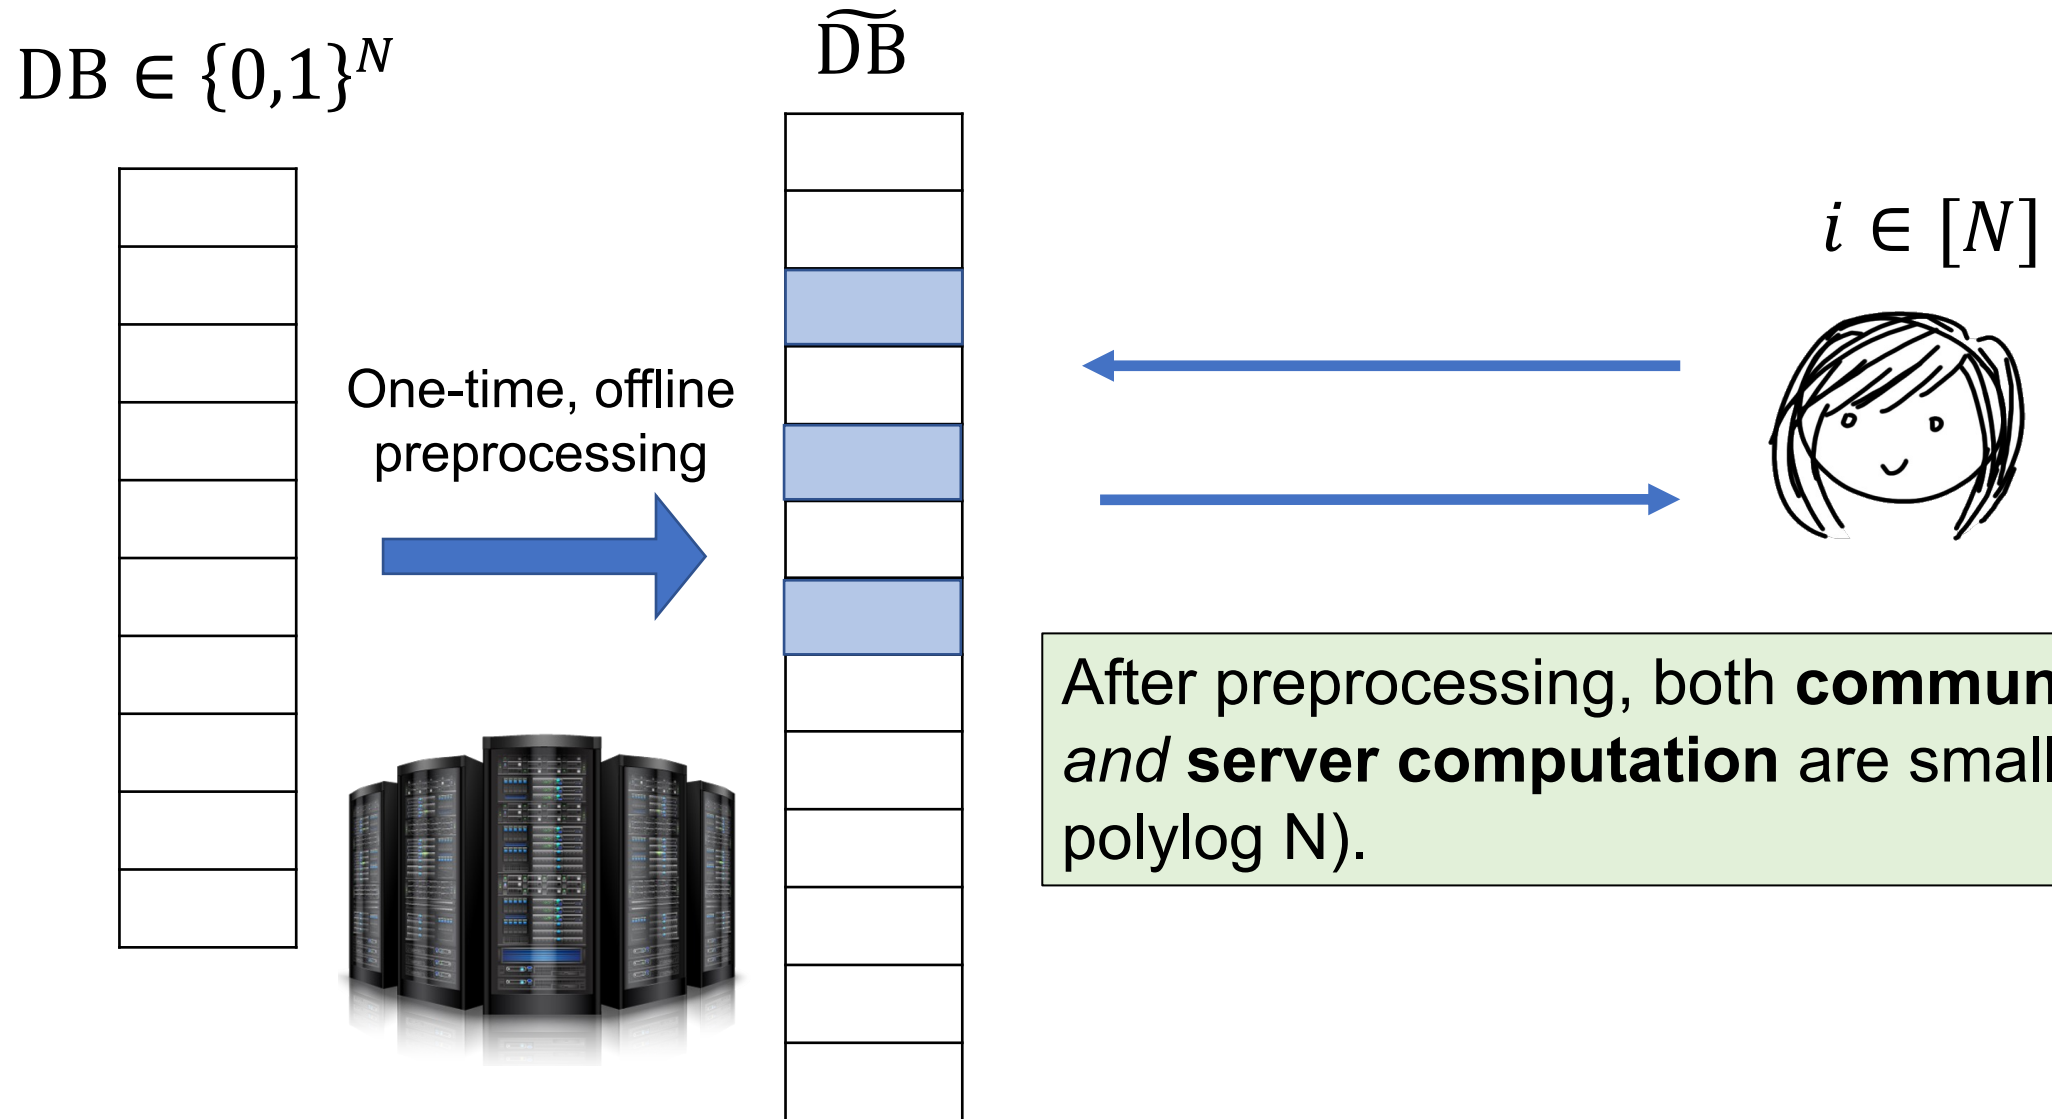 DB ∈ {0,1}^N
D͠B
i ∈ [N]
One-time, offline
preprocessing
After preprocessing, both commun
and server computation are small
polylog N).